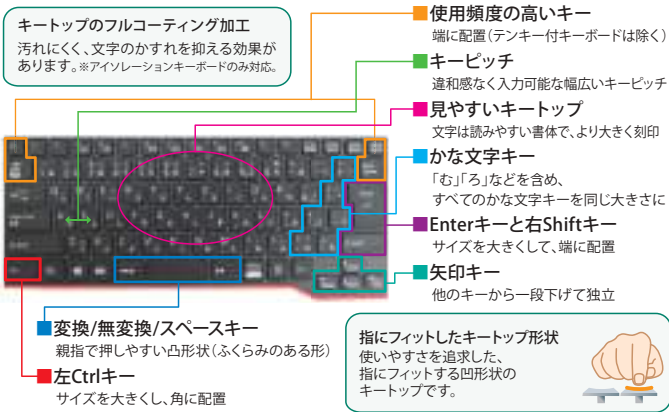 キートップのフルコーティング加工
汚れにくく、文字のかすれを抑える効果が
あります。※アイソレーションキーボードのみ対応。
■使用頻度の高いキー
端に配置（テンキー付キーボードは除く）
■キーピッチ
違和感なく入力可能な幅広いキーピッチ
■見やすいキートップ
文字は読みやすい書体で、より大きく刻印
■かな文字キー
「む」「ろ」などを含め、
すべてのかな文字キーを同じ大きさに
■Enterキーと右Shiftキー
サイズを大きくして、端に配置
■矢印キー
他のキーから一段下げて独立
■変換/無変換/スペースキー
親指で押しやすい凸形状（ふくらみのある形）
■左Ctrlキー
サイズを大きくし、角に配置
指にフィットしたキートップ形状
使いやすさを追求した、
指にフィットする凹形状の
キートップです。